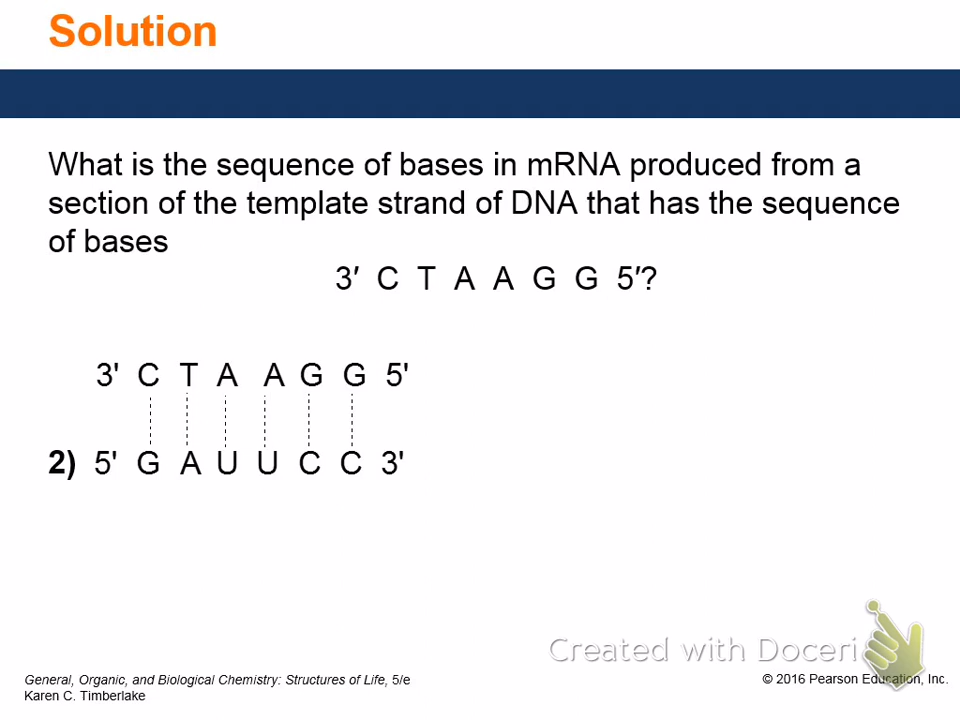 Solution
What is the sequence of bases in mRNA produced from a
section of the template strand of DNA that has the sequence
of bases
3′ C T A A G G 5′?
3' C T A A G G 5'
2) 5' G A U U C C 3'
Created with Doceri
General, Organic, and Biological Chemistry: Structures of Life, 5/e
Karen C. Timberlake
© 2016 Pearson Education, Inc.